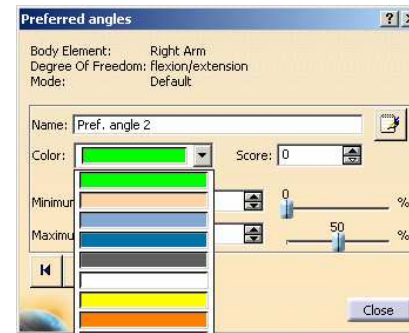 Preferred angles
Body Element: Right Arm
Degree Of Freedom: flexion/extension
Mode: Default
Name: Pref. angle 2
Color: Score: 0
Minimur 0 %
Maximu 50 %
Close